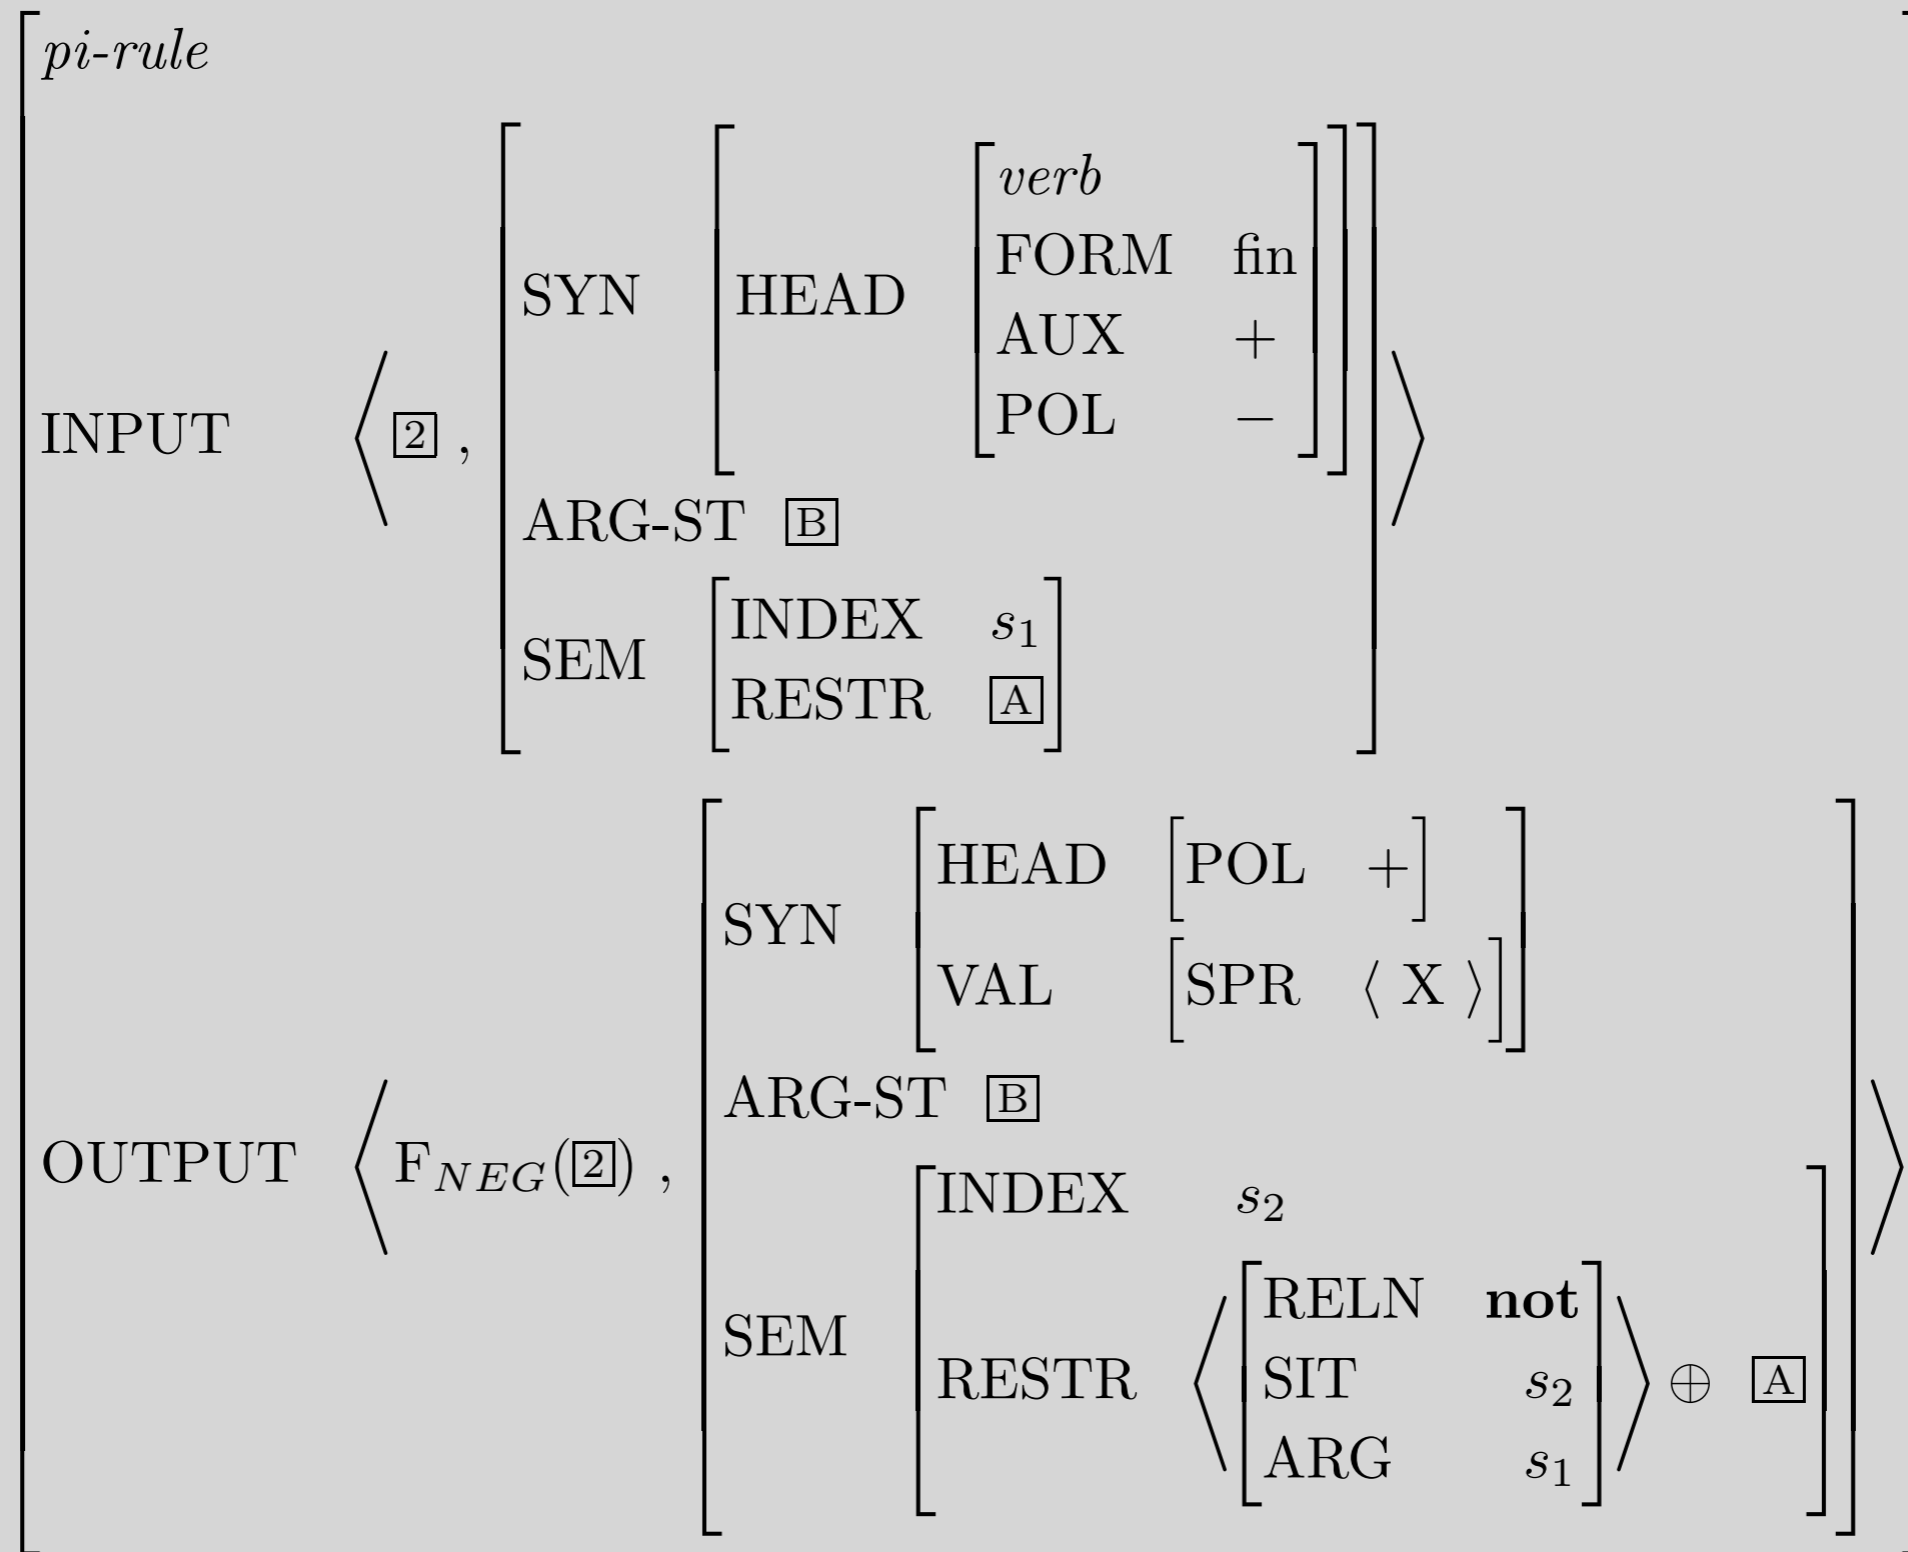 pi-rule
verb
FORM fin
SYN HEAD AUX +
POL −
INPUT ⟨ 2 , ⟩
ARG-ST B
INDEX s1
SEM
RESTR A
HEAD [POL +]
SYN
VAL [SPR ⟨ X ⟩]
ARG-ST B
OUTPUT ⟨ F_NEG(2) , ⟩
INDEX s2
RELN not
SEM
RESTR ⟨ SIT s2 ⟩ ⊕ A
ARG s1